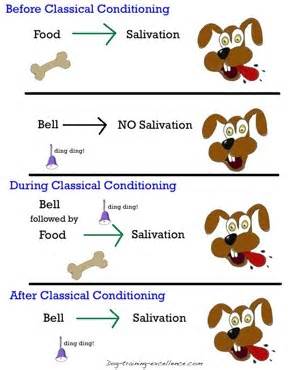 Before Classical Conditioning
Food Salivation
Bell NO Salivation
ding ding!
During Classical Conditioning
Bell ding ding!
followed by
Food Salivation
After Classical Conditioning
Bell Salivation
ding ding!
Dog-training-excellence.com